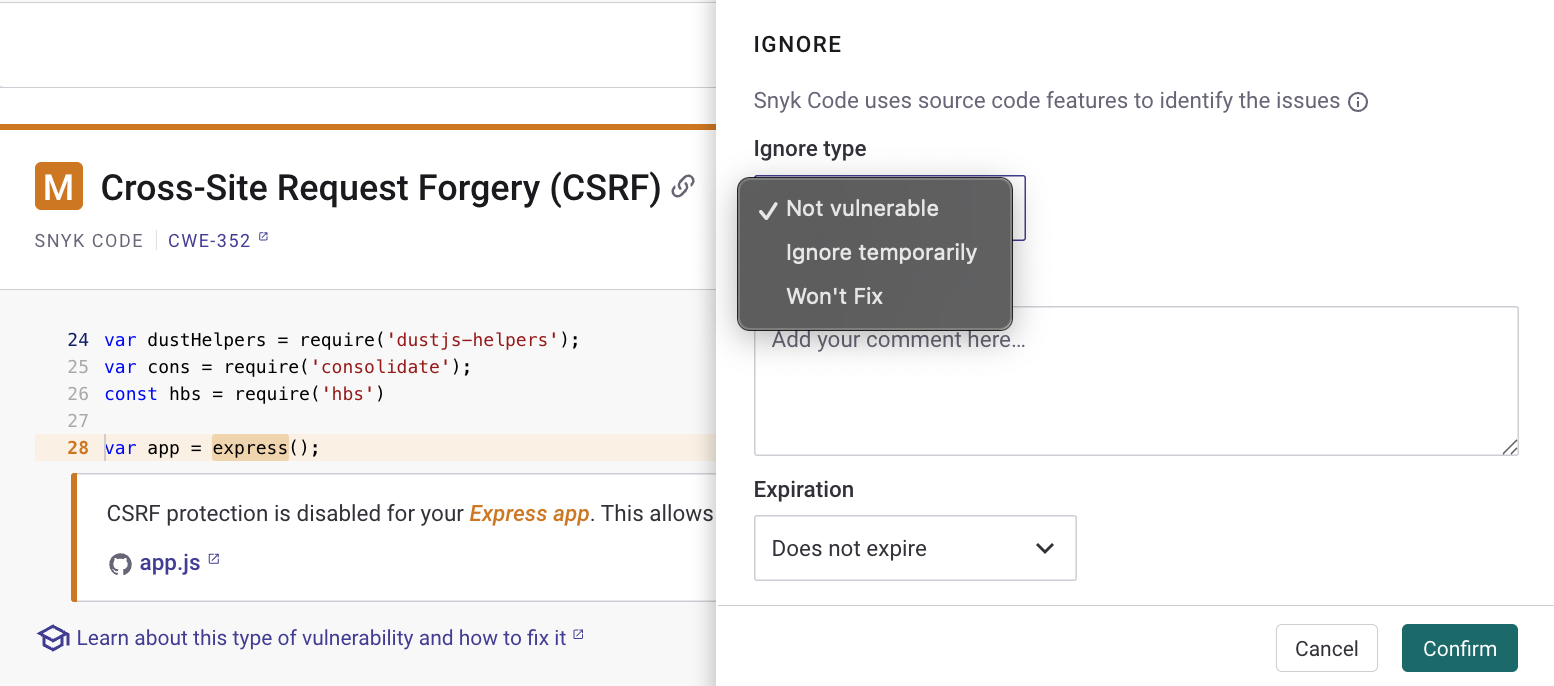 M Cross-Site Request Forgery (CSRF)
SNYK CODE CWE-352
24 var dustHelpers = require('dustjs-helpers');
25 var cons = require('consolidate');
26 const hbs = require('hbs')
27
28 var app = express();
CSRF protection is disabled for your Express app. This allows
app.js
Learn about this type of vulnerability and how to fix it
IGNORE
Snyk Code uses source code features to identify the issues
Ignore type
✓ Not vulnerable
Ignore temporarily
Won't Fix
Add your comment here...
Expiration
Does not expire
Cancel Confirm